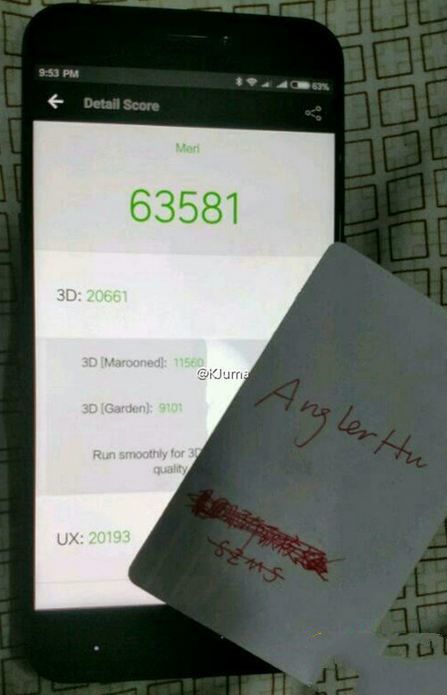 9:53 PM 63%
Detail Score
Meri
63581
3D: 20661
3D [Marooned]: 11560
@KJuma
3D [Garden]: 9101
Run smoothly for 3D
quality
UX: 20193
Angler Hu